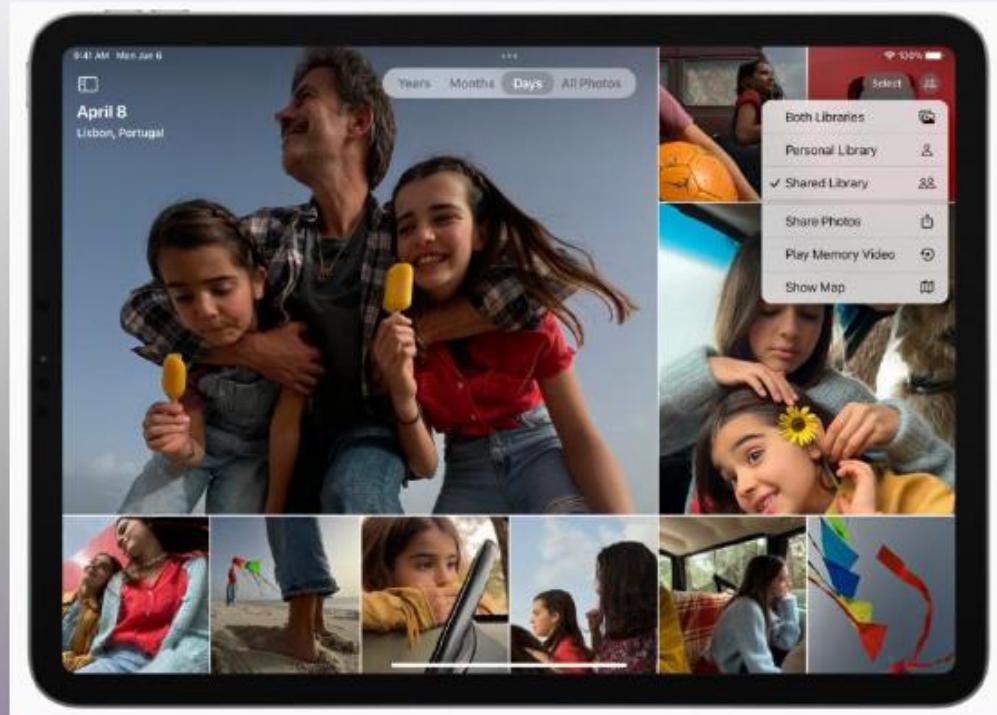 9:41 AM Mon Jun 6
100%
Years Months Days All Photos
Select
April 8
Lisbon, Portugal
Both Libraries
Personal Library
Shared Library
Share Photos
Play Memory Video
Show Map